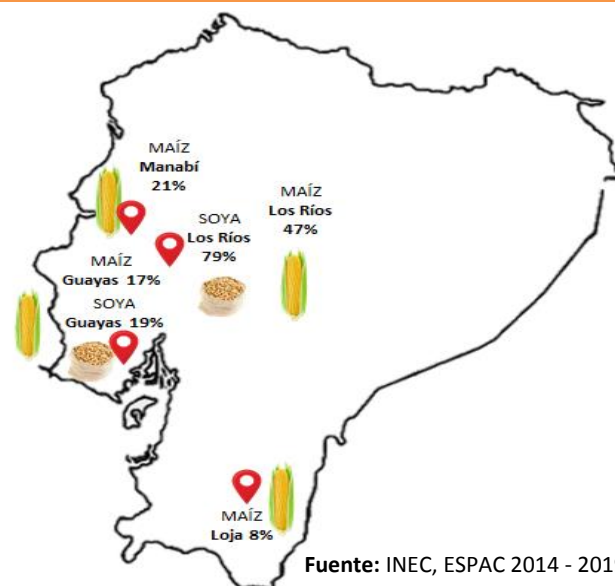 MAÍZ
Manabí
21%
MAÍZ
Los Ríos
47%
SOYA
Los Ríos
79%
MAÍZ
Guayas 17%
SOYA
Guayas 19%
MAÍZ
Loja 8%
Fuente: INEC, ESPAC 2014 - 201